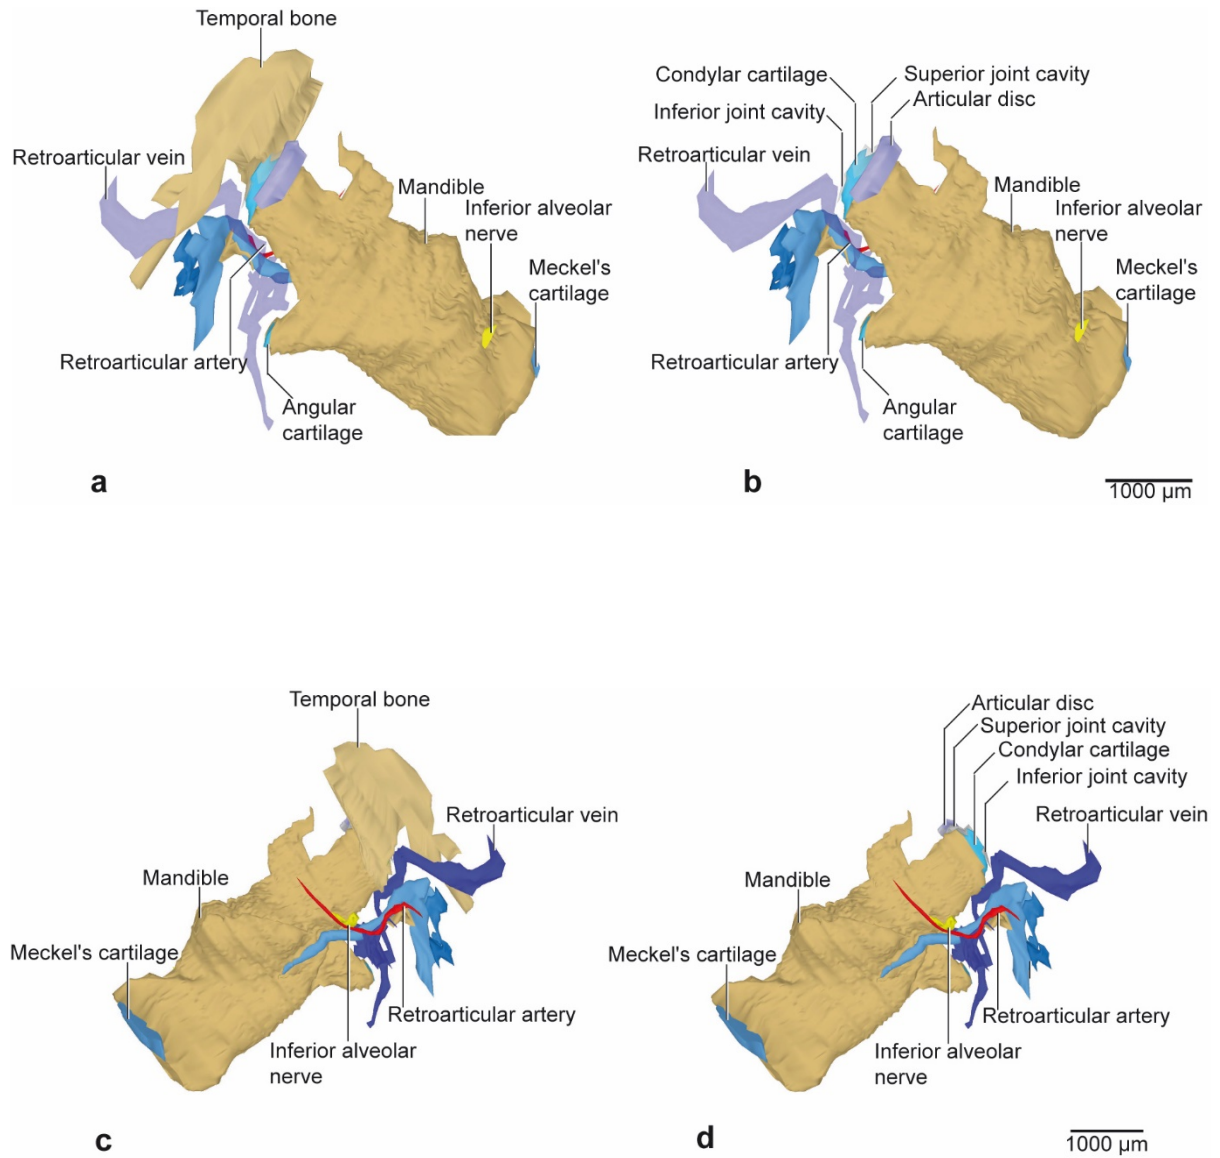 Temporal bone
Retroarticular vein
Mandible
Inferior alveolar
nerve
Meckel's
cartilage
Retroarticular artery
Angular
cartilage
a
Condylar cartilage
Superior joint cavity
Inferior joint cavity
Articular disc
Retroarticular vein
Mandible
Inferior alveolar
nerve
Meckel's
cartilage
Retroarticular
artery
Angular
cartilage
b
1000 µm
Temporal bone
Retroarticular vein
Mandible
Meckel's cartilage
Retroarticular artery
Inferior alveolar
nerve
c
Articular disc
Superior joint cavity
Condylar cartilage
Inferior joint cavity
Retroarticular vein
Mandible
Meckel's cartilage
Retroarticular artery
Inferior alveolar
nerve
d
1000 µm